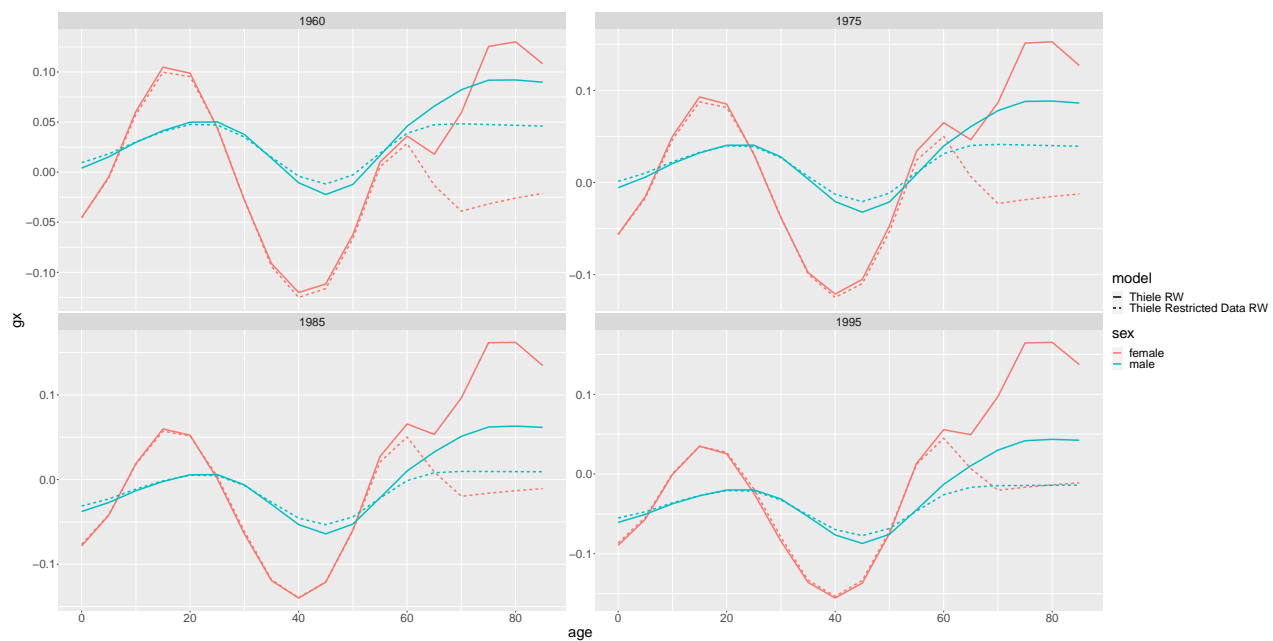 1960
1975
0.10
0.05
0.00
−0.05
−0.10
0.1
0.0
−0.1
gx
1985
1995
0.1
0.0
−0.1
0.1
0.0
−0.1
0 20 40 60 80
0 20 40 60 80
age
model
Thiele RW
Thiele Restricted Data RW
sex
female
male